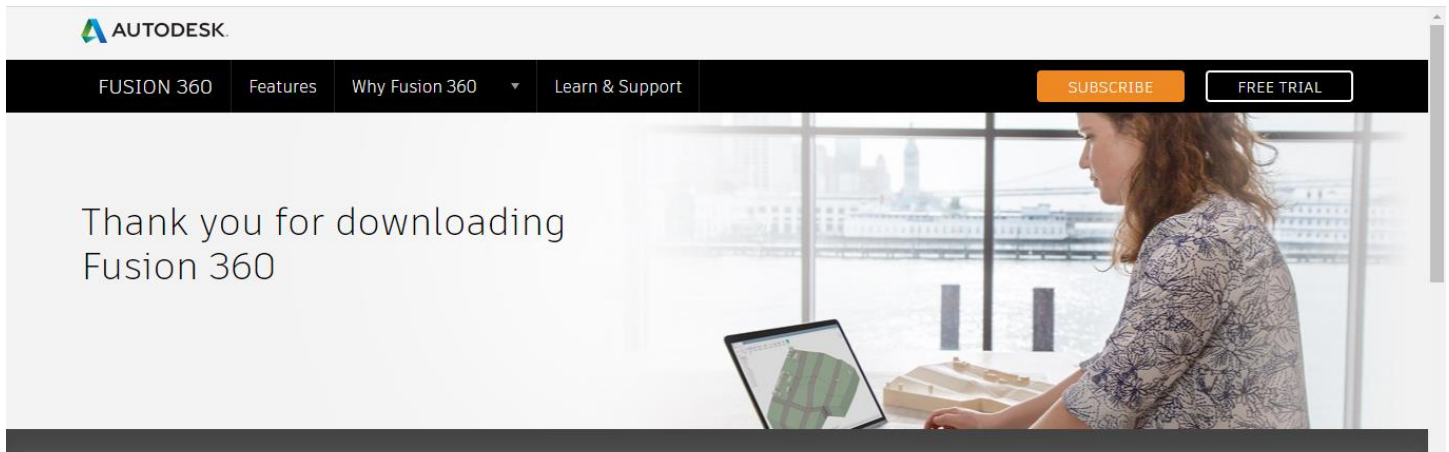 AUTODESK.
FUSION 360 Features Why Fusion 360 Learn & Support SUBSCRIBE FREE TRIAL
Thank you for downloading
Fusion 360